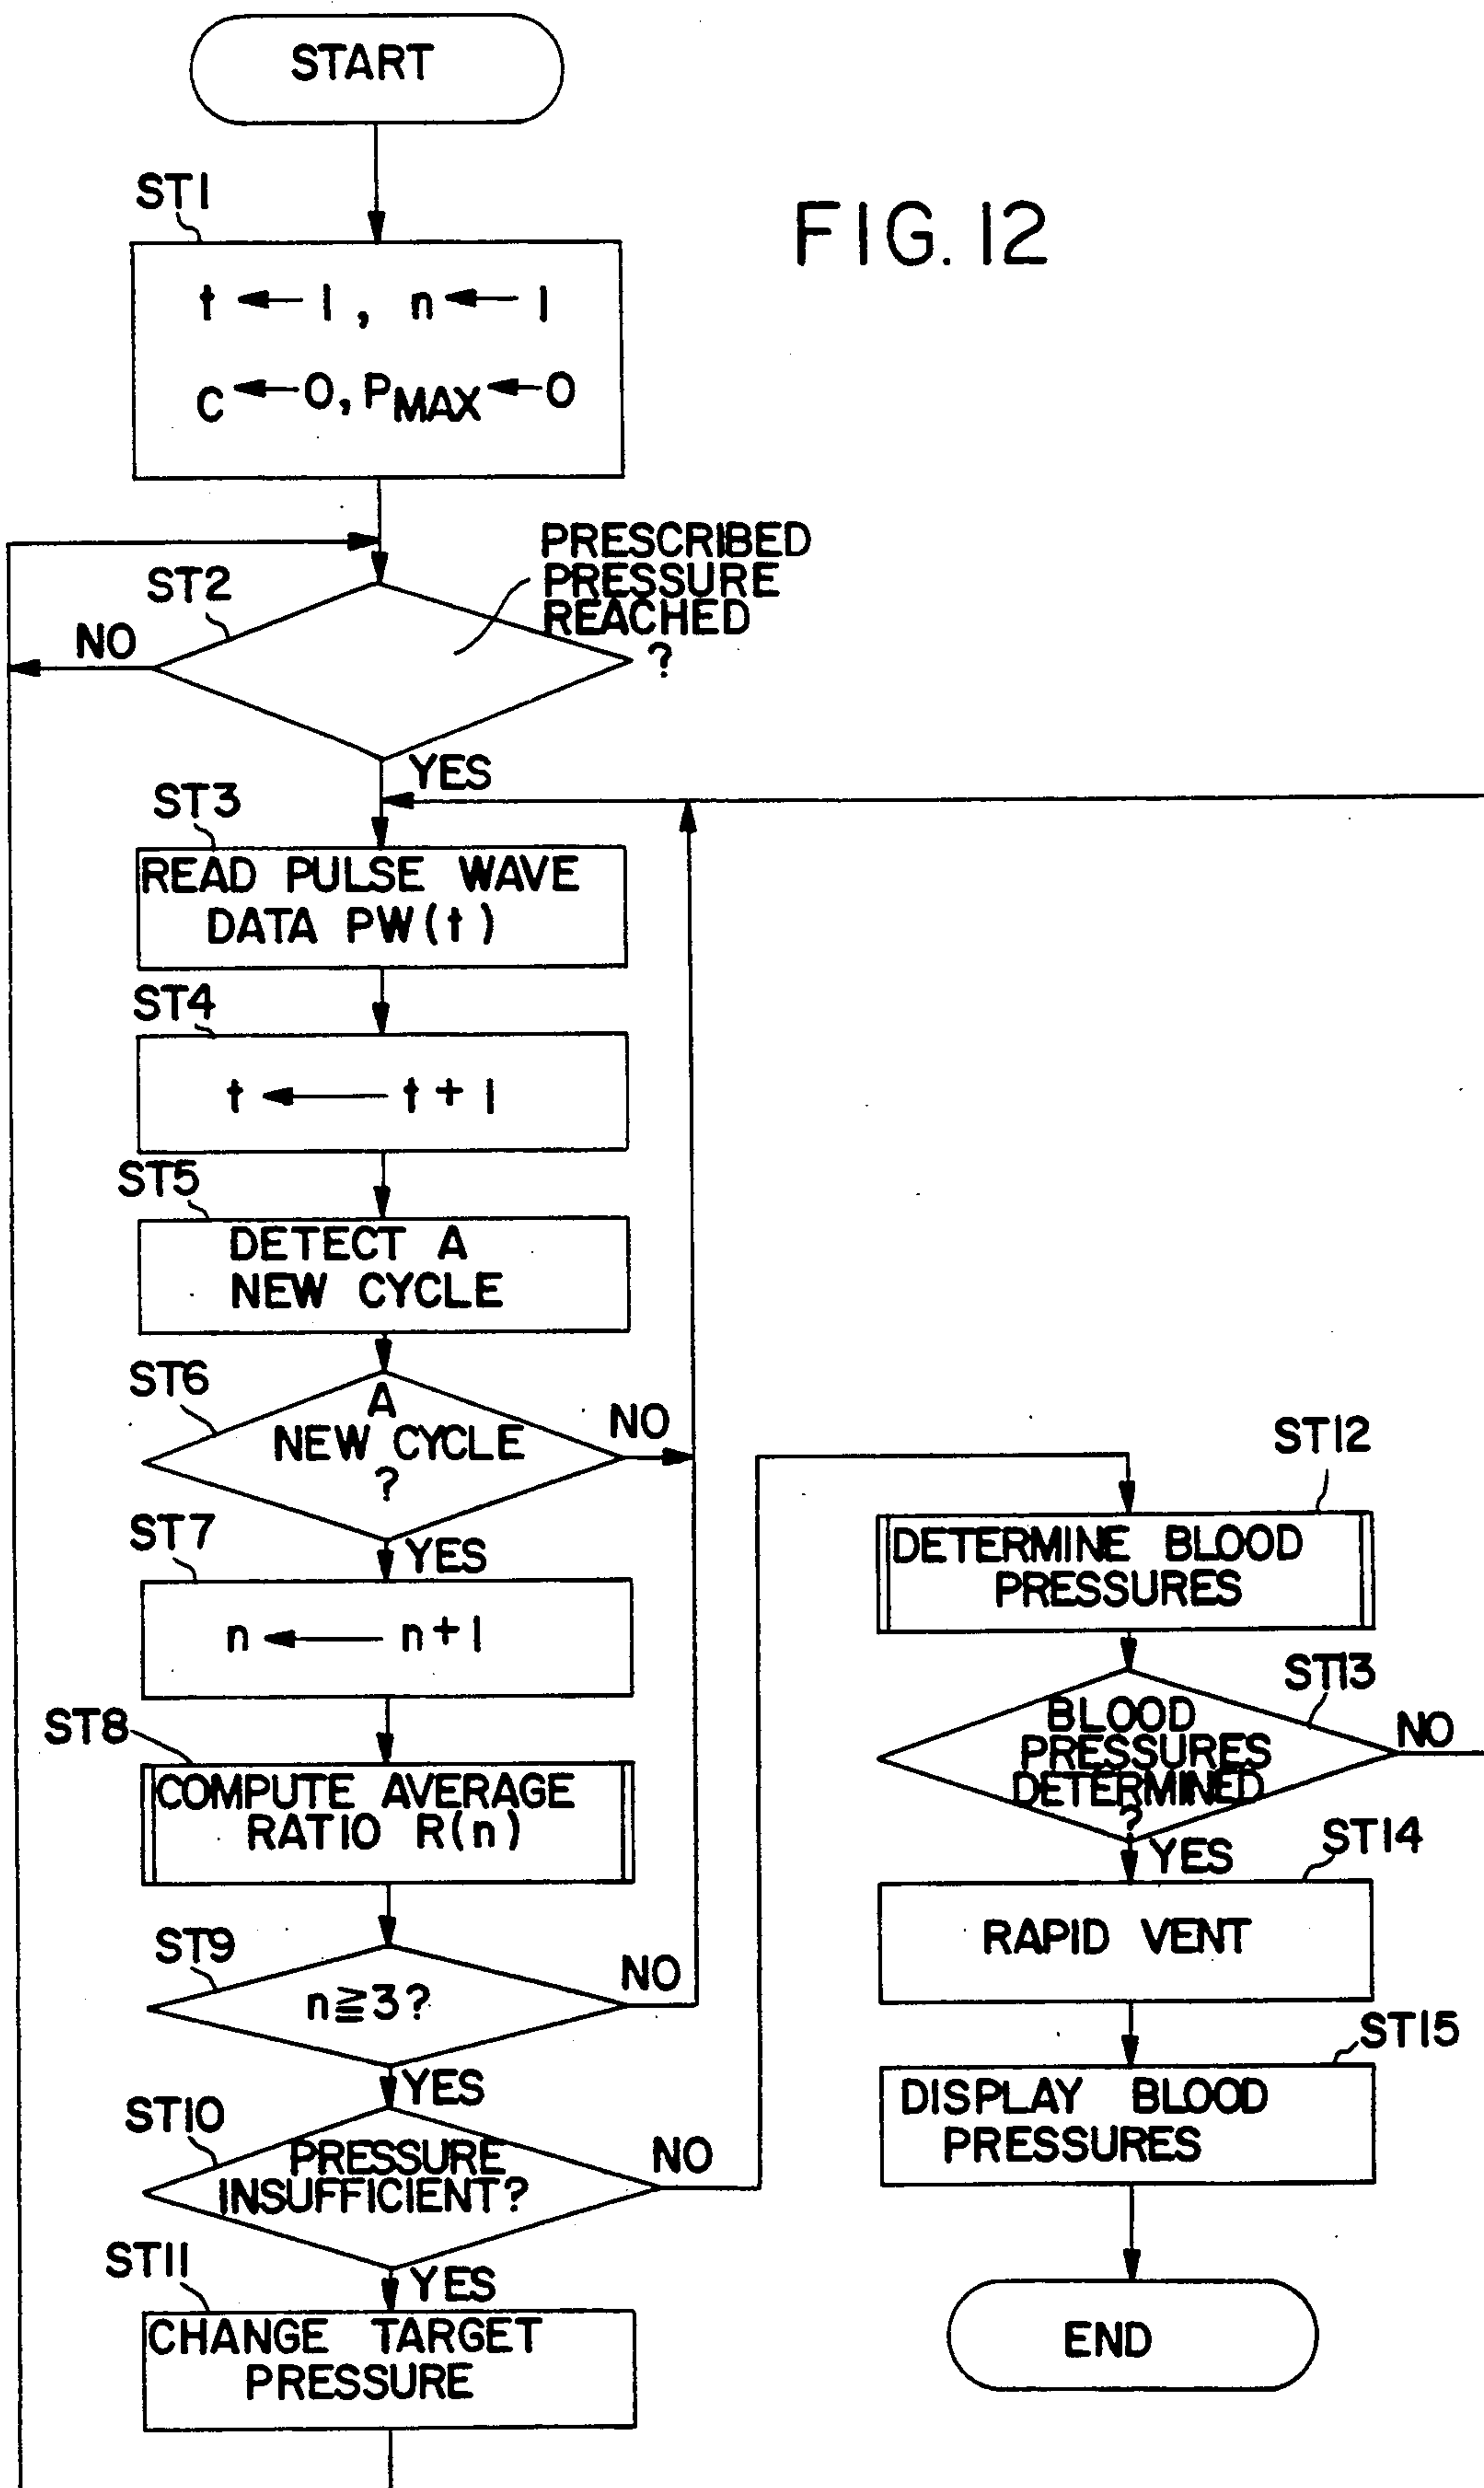 START
FIG. 12
ST1
t ← 1, n ← 1
C ← 0, PMAX ← 0
ST2
PRESCRIBED
PRESSURE
REACHED
?
NO
YES
ST3
READ PULSE WAVE
DATA PW(t)
ST4
t ← t + 1
ST5
DETECT A
NEW CYCLE
ST6
A
NEW CYCLE
?
NO
YES
ST7
n ← n+1
ST8
COMPUTE AVERAGE
RATIO R(n)
ST9
n≧3?
NO
YES
ST10
PRESSURE
INSUFFICIENT?
NO
YES
ST11
CHANGE TARGET
PRESSURE
ST12
DETERMINE BLOOD
PRESSURES
ST13
BLOOD
PRESSURES
DETERMINED
?
NO
YES
ST14
RAPID VENT
ST15
DISPLAY BLOOD
PRESSURES
END